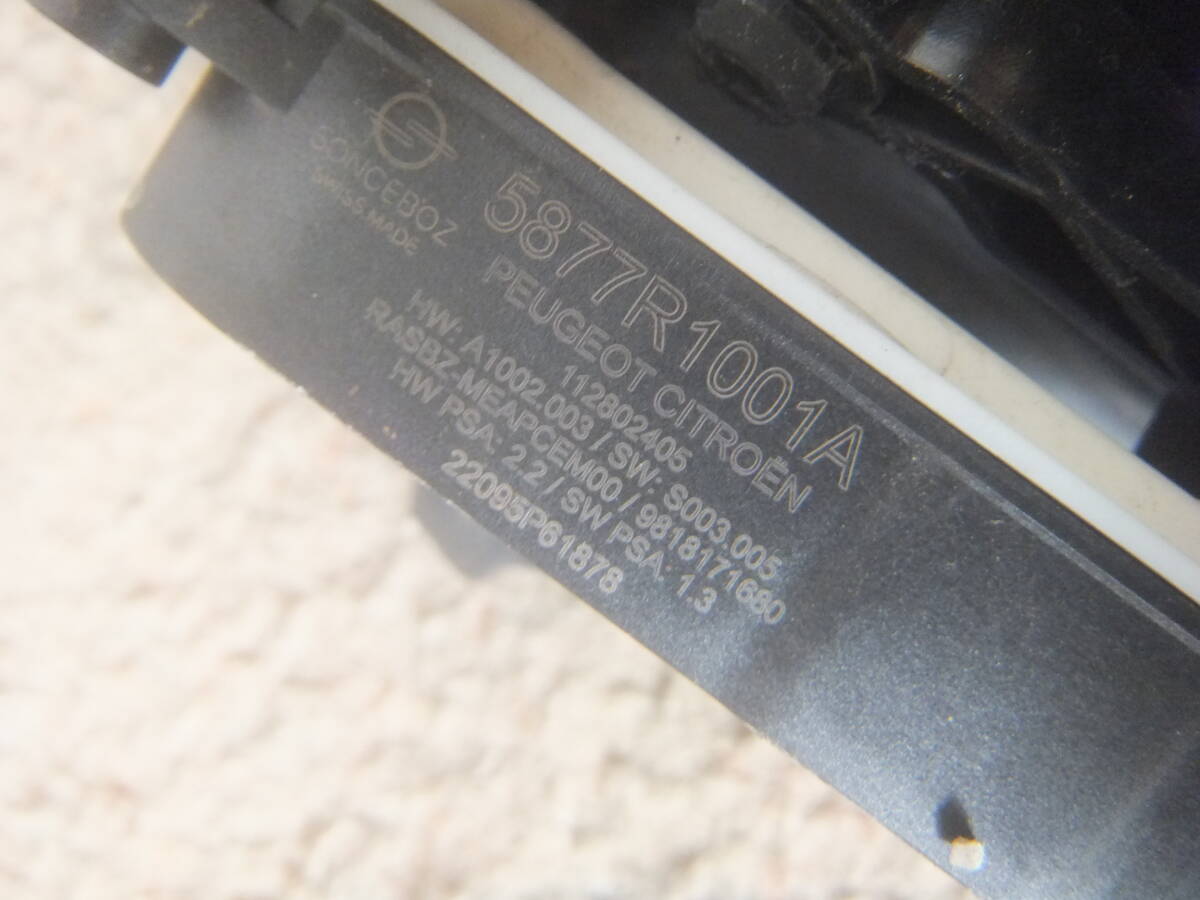 SONCEBOZ
SWISS MADE
5877R1001A
PEUGEOT CITROËN
112802405
HW: A1002.003 / SW: S003.005
RASBZ-MEAPCEM00 / 9818171680
HW PSA: 2.2 / SW PSA: 1.3
22095P61878